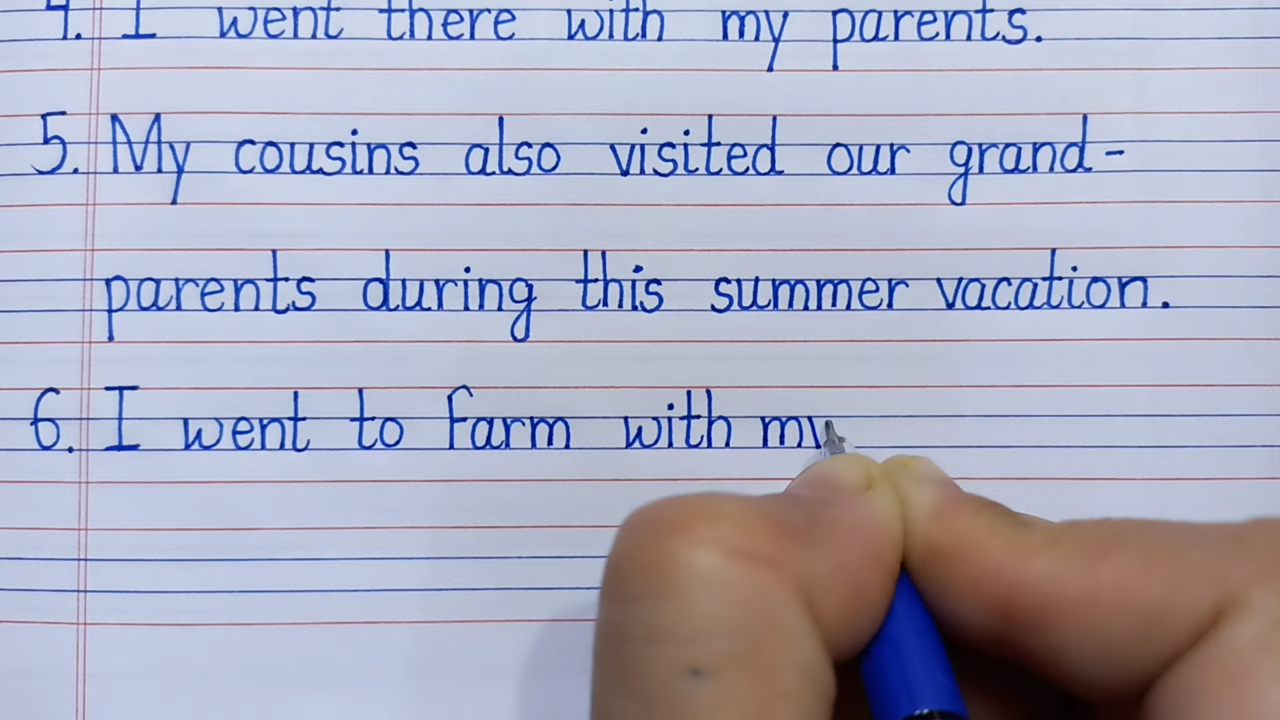 4. I went there with my parents.
5. My cousins also visited our grand-
parents during this summer vacation.
6. I went to farm with my